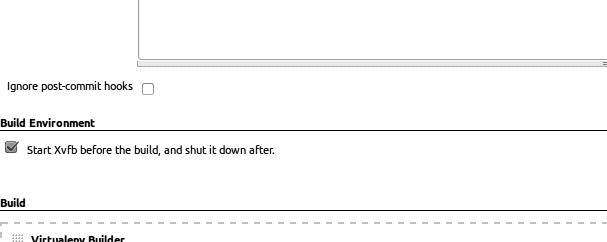 Ignore post-commit hooks
Build Environment
Start Xvfb before the build, and shut it down after.
Build
Virtualenv Builder